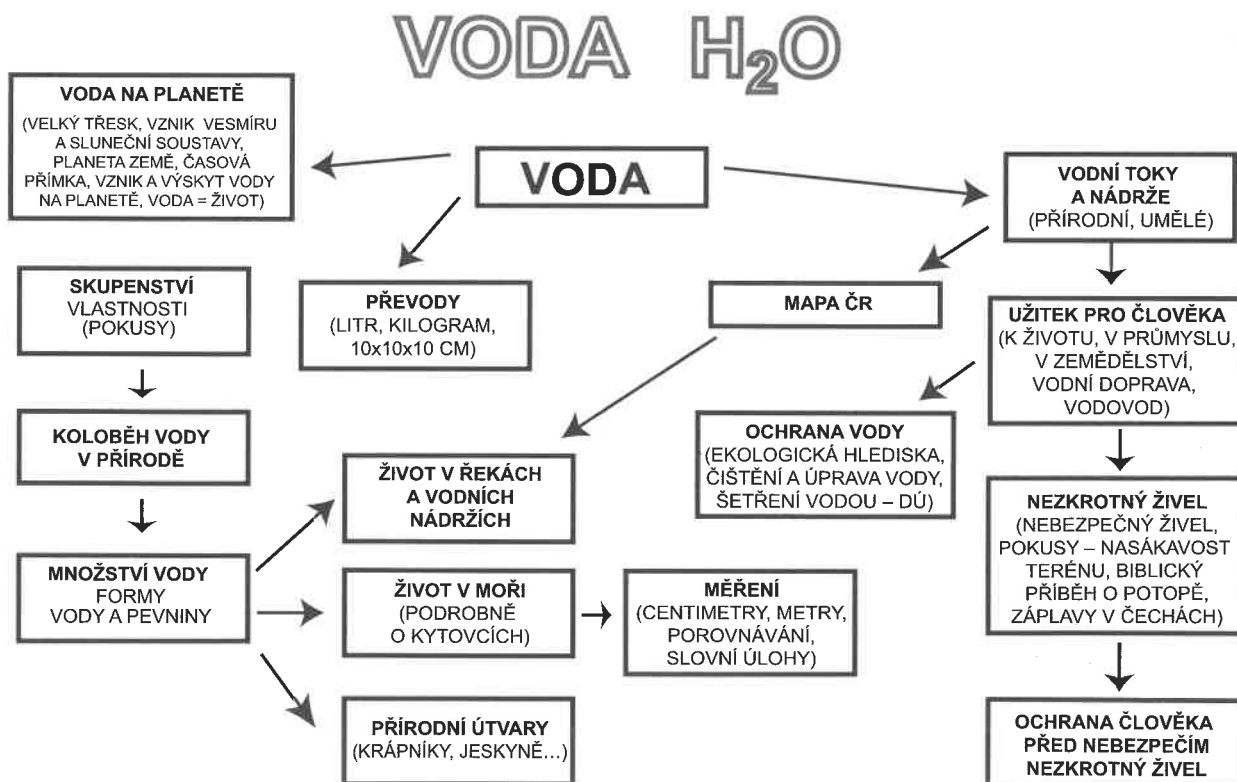 VODA H₂O
VODA NA PLANETĚ
(VELKÝ TŘESK, VZNIK VESMÍRU
A SLUNEČNÍ SOUSTAVY,
PLANETA ZEMĚ, ČASOVÁ
PŘÍMKA, VZNIK A VÝSKYT VODY
NA PLANETĚ, VODA = ŽIVOT)
VODA
VODNÍ TOKY
A NÁDRŽE
(PŘÍRODNÍ, UMĚLÉ)
SKUPENSTVÍ
VLASTNOSTI
(POKUSY)
PŘEVODY
(LITR, KILOGRAM,
10x10x10 CM)
MAPA ČR
UŽITEK PRO ČLOVĚKA
(K ŽIVOTU, V PRŮMYSLU,
V ZEMĚDĚLSTVÍ,
VODNÍ DOPRAVA,
VODOVOD)
KOLOBĚH VODY
V PŘÍRODĚ
OCHRANA VODY
(EKOLOGICKÁ HLEDISKA,
ČIŠTĚNÍ A ÚPRAVA VODY,
ŠETŘENÍ VODOU – DÚ)
ŽIVOT V ŘEKÁCH
A VODNÍCH
NÁDRŽÍCH
NEZKROTNÝ ŽIVEL
(NEBEZPEČNÝ ŽIVEL,
POKUSY – NASÁKAVOST
TERÉNU, BIBLICKÝ
PŘÍBĚH O POTOPĚ,
ZÁPLAVY V ČECHÁCH)
MNOŽSTVÍ VODY
FORMY
VODY A PEVNINY
ŽIVOT V MOŘI
(PODROBNĚ
O KYTOVCÍCH)
MĚŘENÍ
(CENTIMETRY, METRY,
POROVNÁVÁNÍ,
SLOVNÍ ÚLOHY)
PŘÍRODNÍ ÚTVARY
(KRÁPNÍKY, JESKYNĚ...)
OCHRANA ČLOVĚKA
PŘED NEBEZPEČÍM
NEZKROTNÝ ŽIVEL